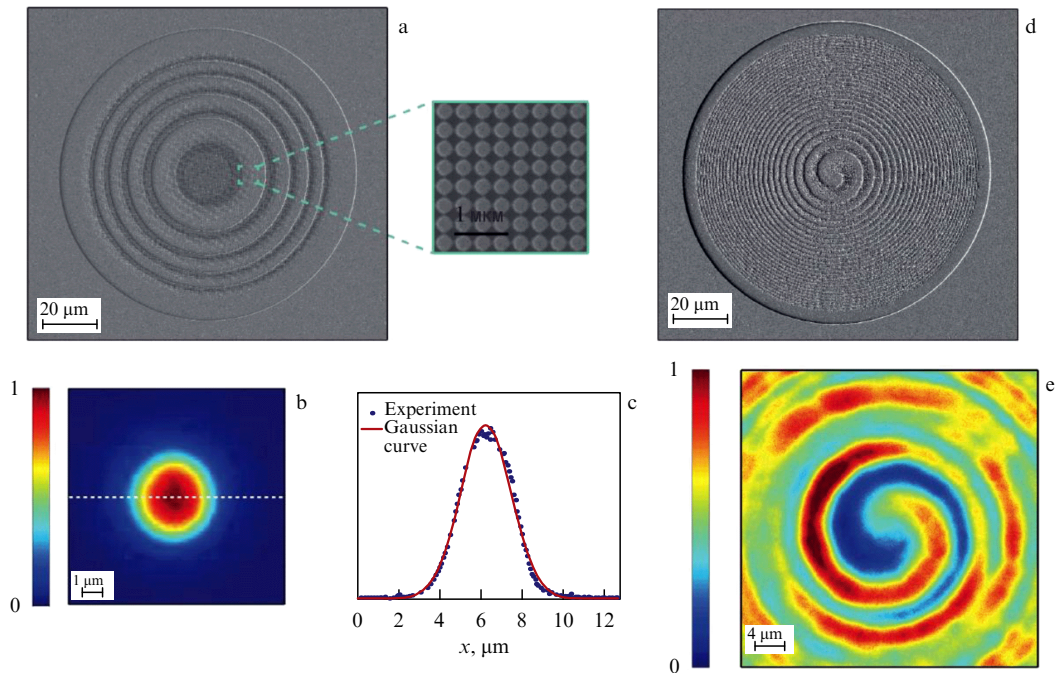 a
1 мкм
20 µm
d
20 µm
1
0
b
1 µm
c
Experiment
Gaussian
curve
0
2
4
6
8
10
12
x, µm
1
0
e
4 µm